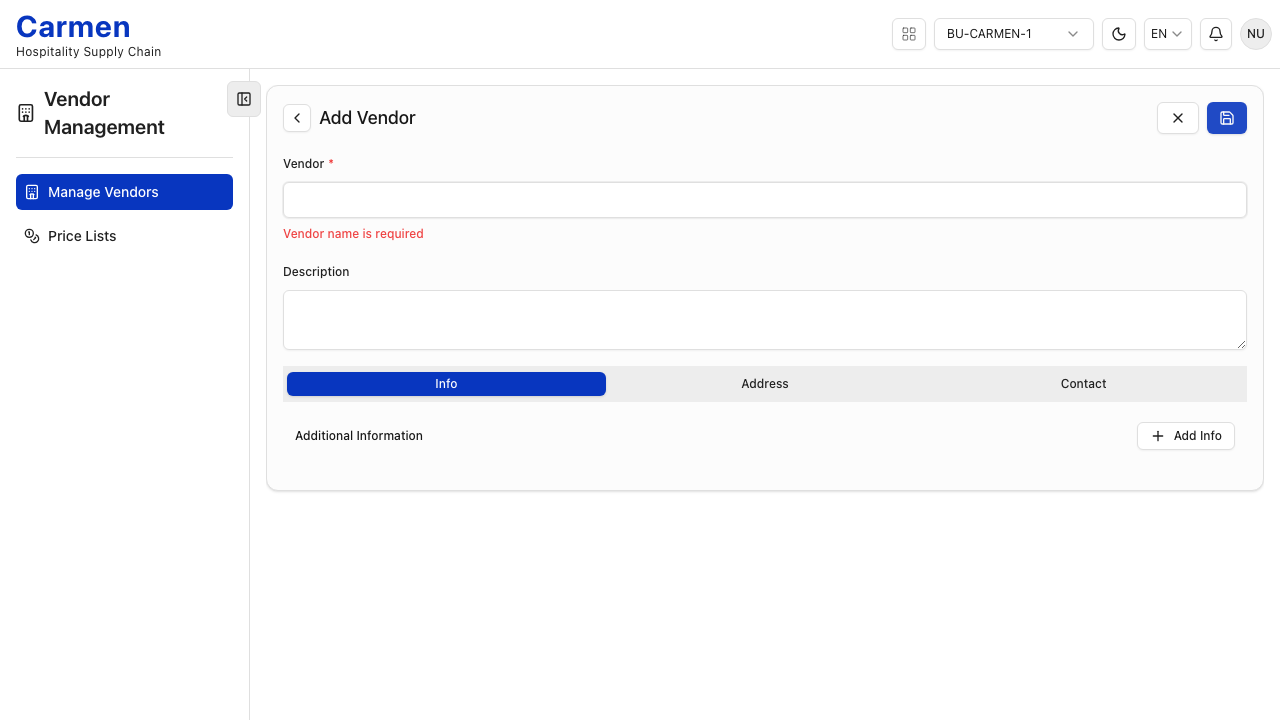 Carmen
Hospitality Supply Chain
BU-CARMEN-1
EN
NU
Vendor
Management
Manage Vendors
Price Lists
Add Vendor
Vendor *
Vendor name is required
Description
Info
Address
Contact
Additional Information
Add Info